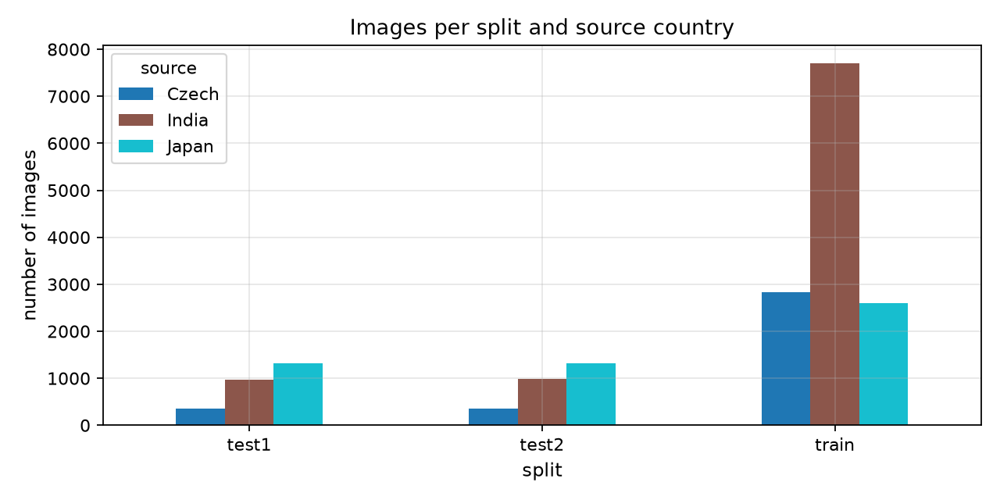 Images per split and source country
source
Czech
India
Japan
number of images
8000
7000
6000
5000
4000
3000
2000
1000
0
test1
test2
train
split